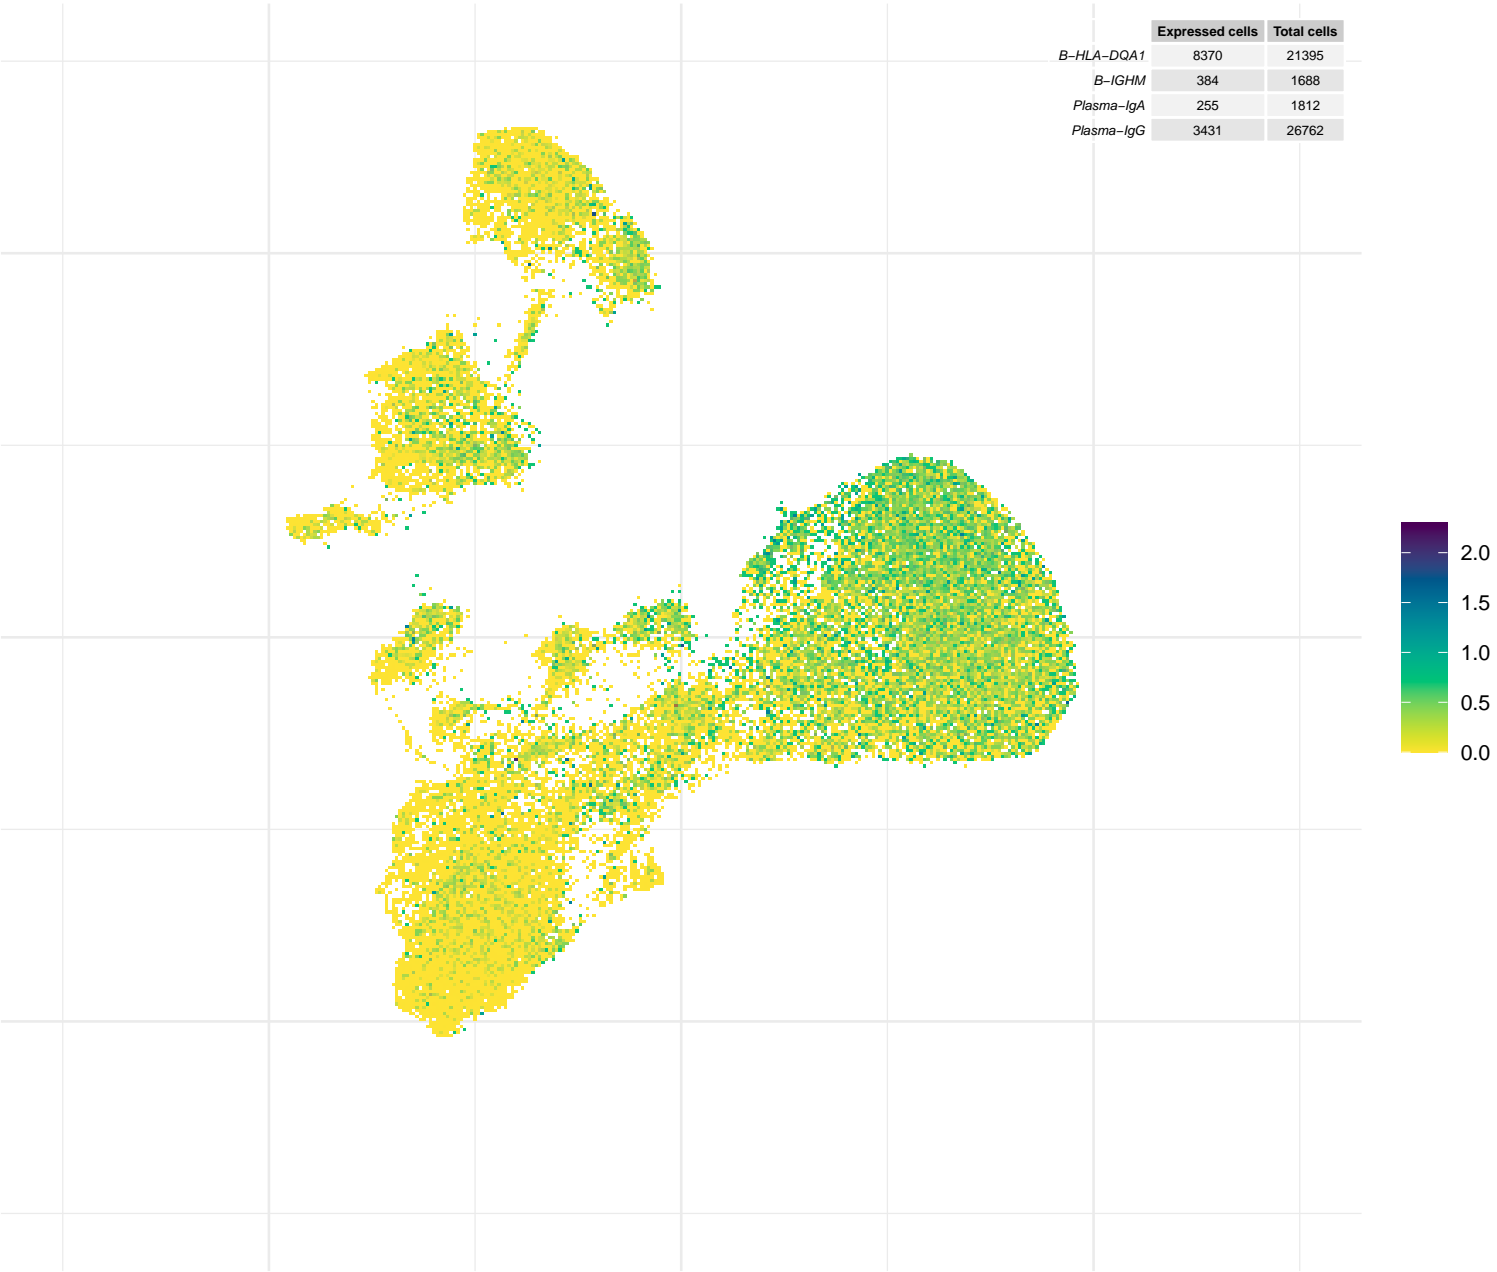 Expressed cells Total cells
B−HLA−DQA1 8370 21395
B−IGHM 384 1688
Plasma−IgA 255 1812
Plasma−IgG 3431 26762
2.0
1.5
1.0
0.5
0.0